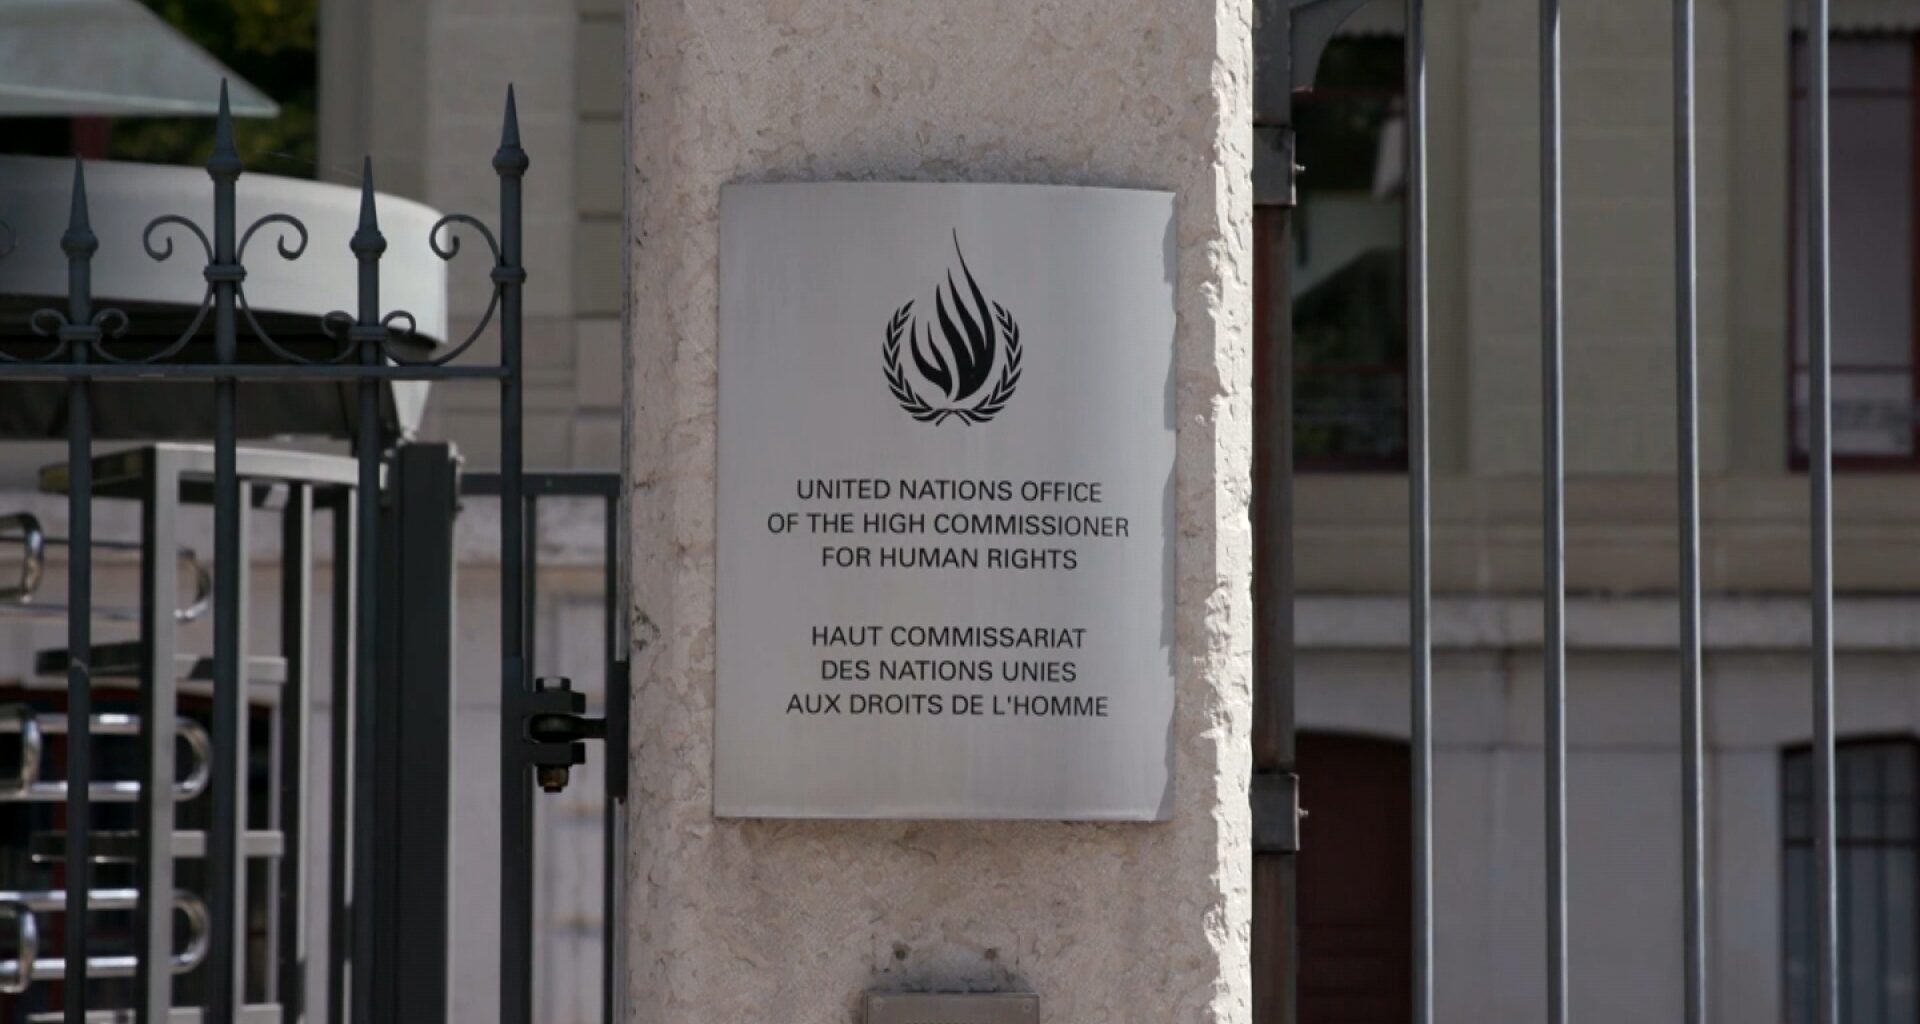 UNITED NATIONS OFFICE
OF THE HIGH COMMISSIONER
FOR HUMAN RIGHTS
HAUT COMMISSARIAT
DES NATIONS UNIES
AUX DROITS DE L'HOMME